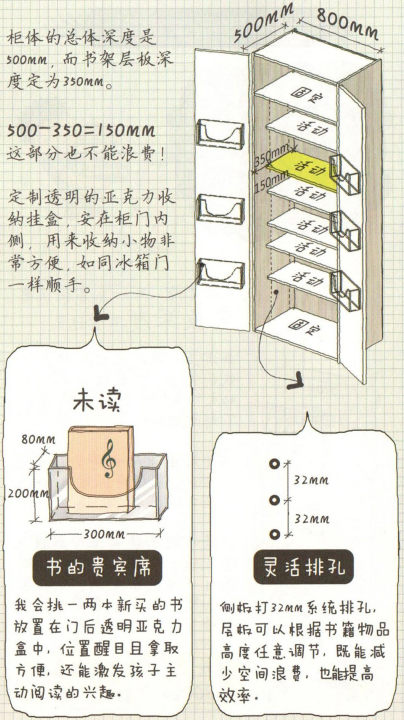 柜体的总体深度是
500mm,而书架层板深
度定为350mm。
500-350=150mm
这部分也不能浪费!
定制透明的亚克力收
纳挂盒,安在柜门内
侧,用来收纳小物非
常方便,如同冰箱门
一样顺手。
500mm
800mm
固定
活动
350mm
活动
150mm
活动
活动
活动
活动
固定
未读
80mm
200mm
300mm
书的贵宾席
我会挑一两本新买的书
放置在门后透明亚克力
盒中,位置醒目且拿取
方便,还能激发孩子主
动阅读的兴趣。
32mm
32mm
灵活排孔
侧板打32mm系统排孔,
层板可以根据书籍物品
高度任意调节,既能减
少空间浪费,也能提高
效率。